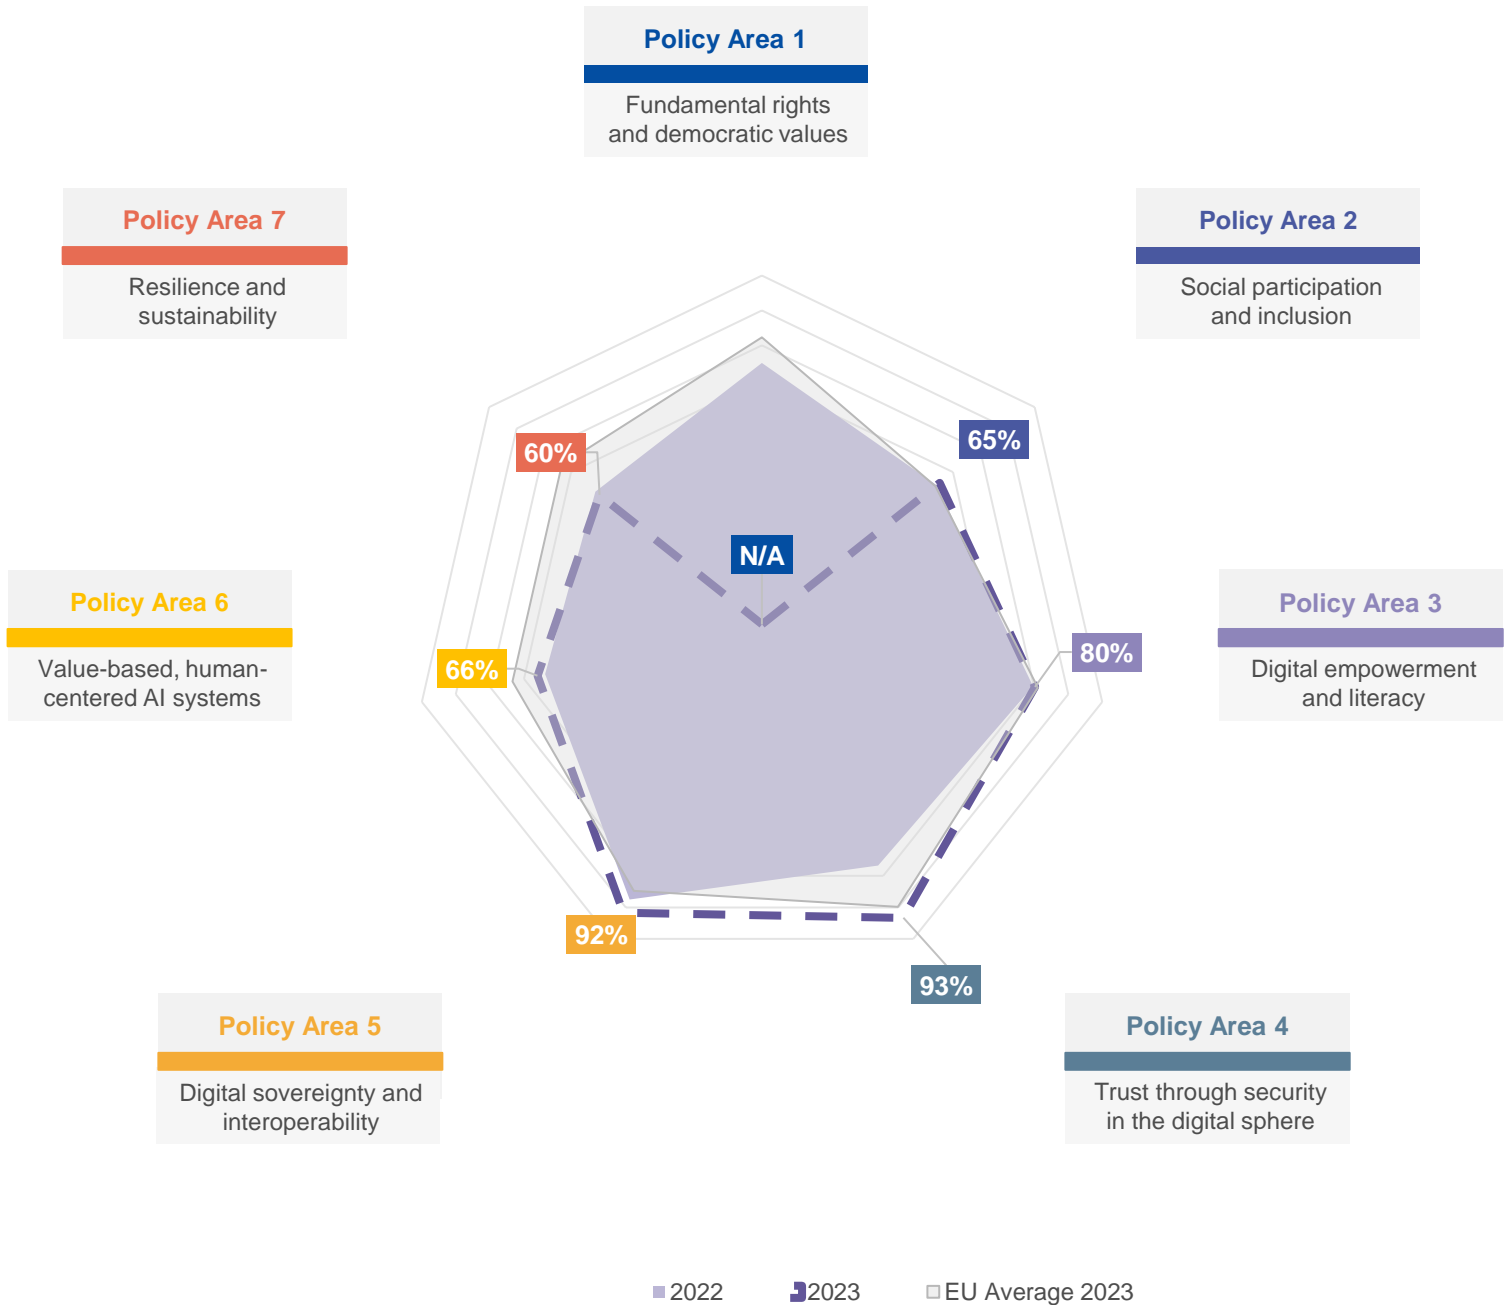 Policy Area 1
Fundamental rights
and democratic values
Policy Area 7
Resilience and
sustainability
Policy Area 2
Social participation
and inclusion
65%
60%
N/A
Policy Area 6
Value-based, human-
centered AI systems
66%
80%
Policy Area 3
Digital empowerment
and literacy
92%
93%
Policy Area 5
Digital sovereignty and
interoperability
Policy Area 4
Trust through security
in the digital sphere
2022
2023
EU Average 2023